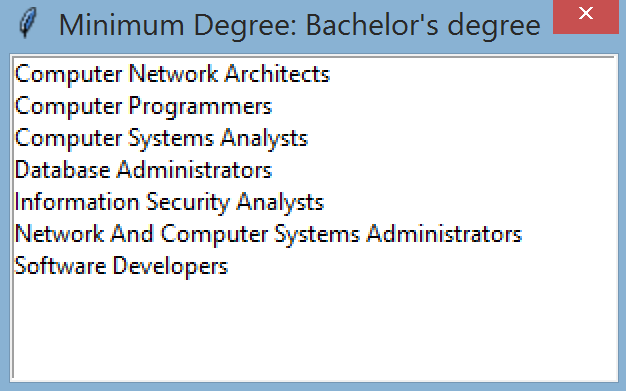 Minimum Degree: Bachelor's degree
Computer Network Architects
Computer Programmers
Computer Systems Analysts
Database Administrators
Information Security Analysts
Network And Computer Systems Administrators
Software Developers